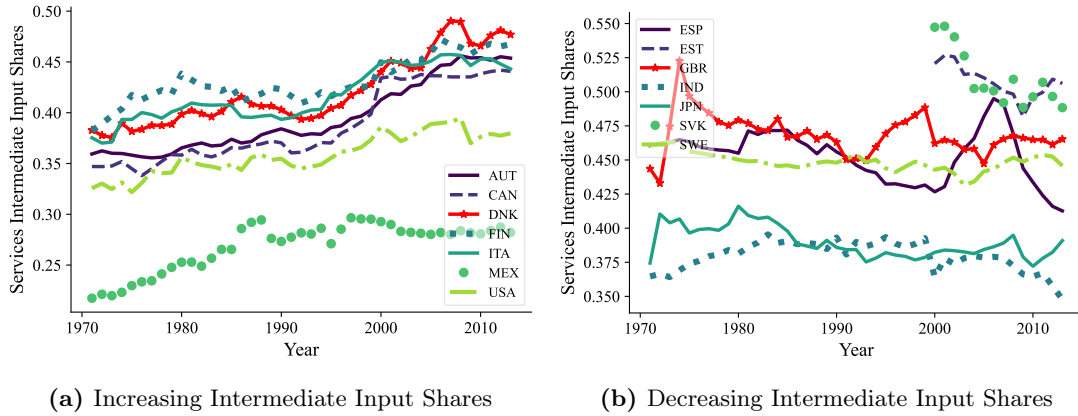 0.50
0.45
0.40
0.35
0.30
0.25
Services Intermediate Input Shares
1970
1980
1990
2000
2010
Year
AUT
CAN
DNK
FIN
ITA
MEX
USA
(a) Increasing Intermediate Input Shares
0.550
0.525
0.500
0.475
0.450
0.425
0.400
0.375
0.350
Services Intermediate Input Shares
1970
1980
1990
2000
2010
Year
ESP
EST
GBR
IND
JPN
SVK
SWE
(b) Decreasing Intermediate Input Shares